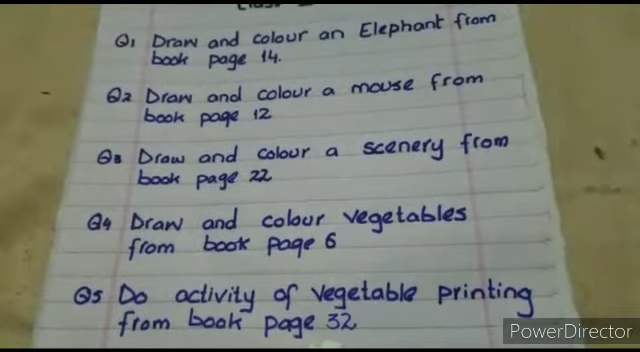 Q1 Draw and colour an Elephant from
book page 14.
Q2 Draw and colour a mouse from
book page 12
Q3 Draw and colour a scenery from
book page 22
Q4 Draw and colour vegetables
from book page 6
Q5 Do activity of vegetable printing
from book page 32
PowerDirector